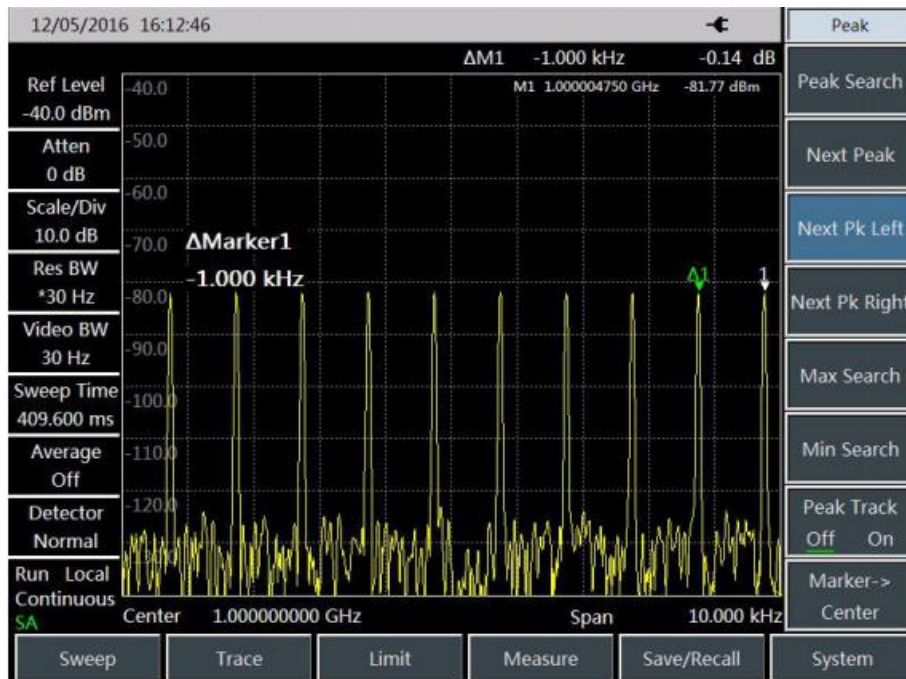 12/05/2016 16:12:46
Peak
ΔM1 -1.000 kHz -0.14 dB
M1 1.000004750 GHz -81.77 dBm
Ref Level
-40.0 dBm
Atten
0 dB
Scale/Div
10.0 dB
Res BW
*30 Hz
Video BW
30 Hz
Sweep Time
409.600 ms
Average
Off
Detector
Normal
Run Local
Continuous
SA
-40.0
-50.0
-60.0
-70.0
-80.0
-90.0
-100.0
-110.0
-120.0
ΔMarker1
-1.000 kHz
Δ1
1
Center 1.000000000 GHz Span 10.000 kHz
Peak Search
Next Peak
Next Pk Left
Next Pk Right
Max Search
Min Search
Peak Track
Off On
Marker->
Center
Sweep
Trace
Limit
Measure
Save/Recall
System